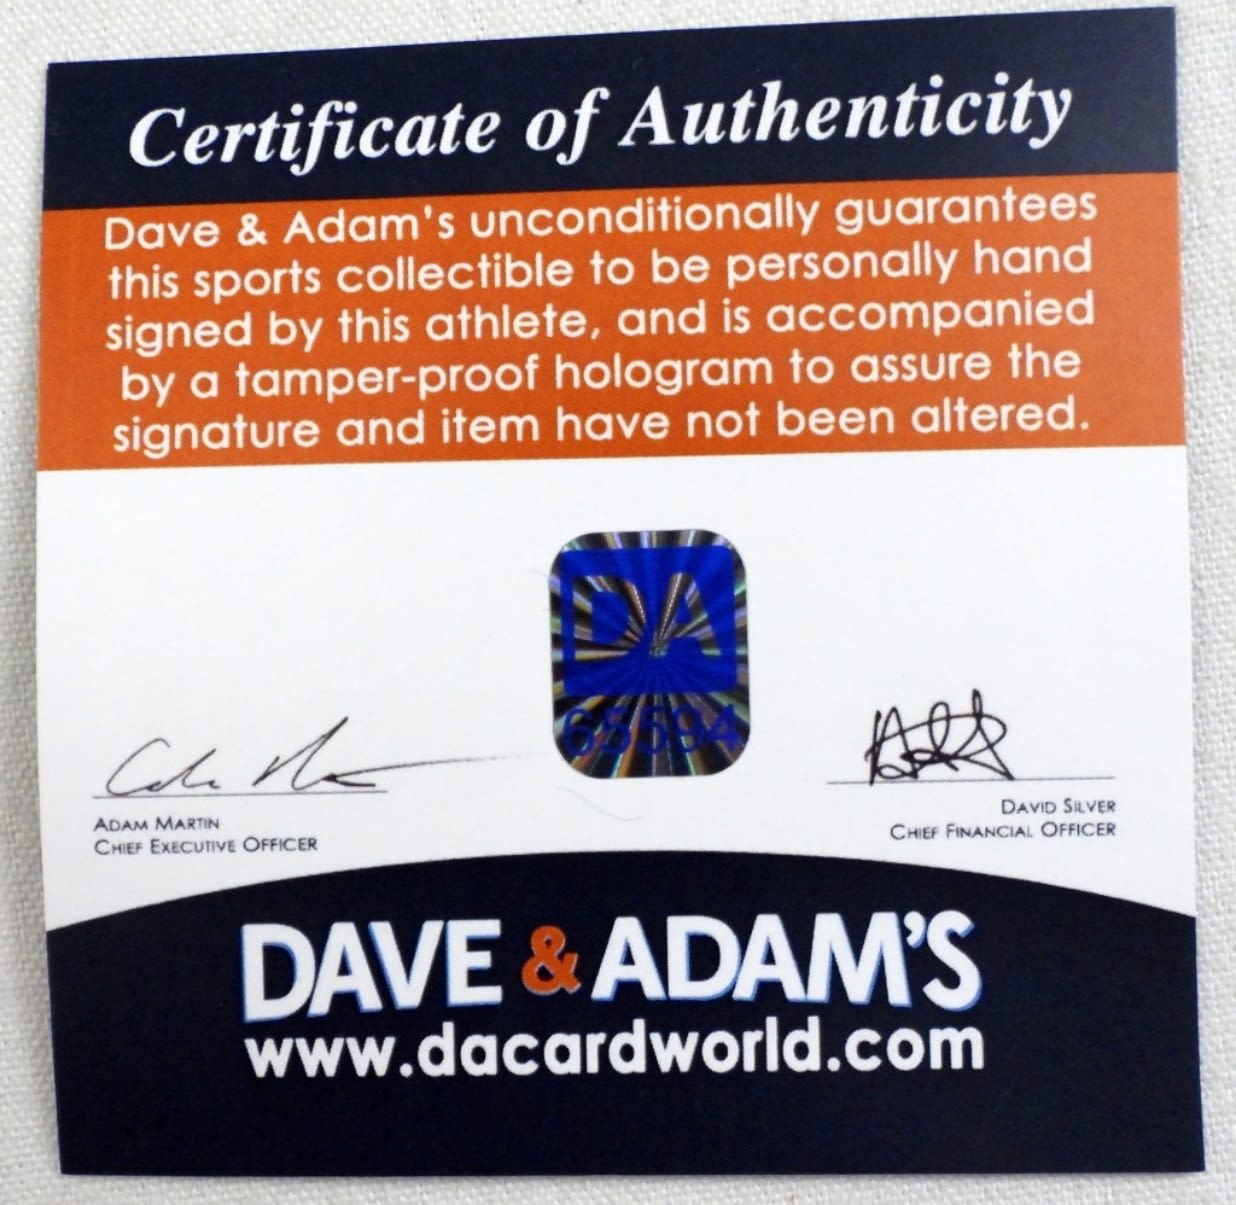 Certificate of Authenticity
Dave & Adam's unconditionally guarantees
this sports collectible to be personally hand
signed by this athlete, and is accompanied
by a tamper-proof hologram to assure the
signature and item have not been altered.
DA
65594
ADAM MARTIN
CHIEF EXECUTIVE OFFICER
DAVID SILVER
CHIEF FINANCIAL OFFICER
DAVE & ADAM'S
www.dacardworld.com